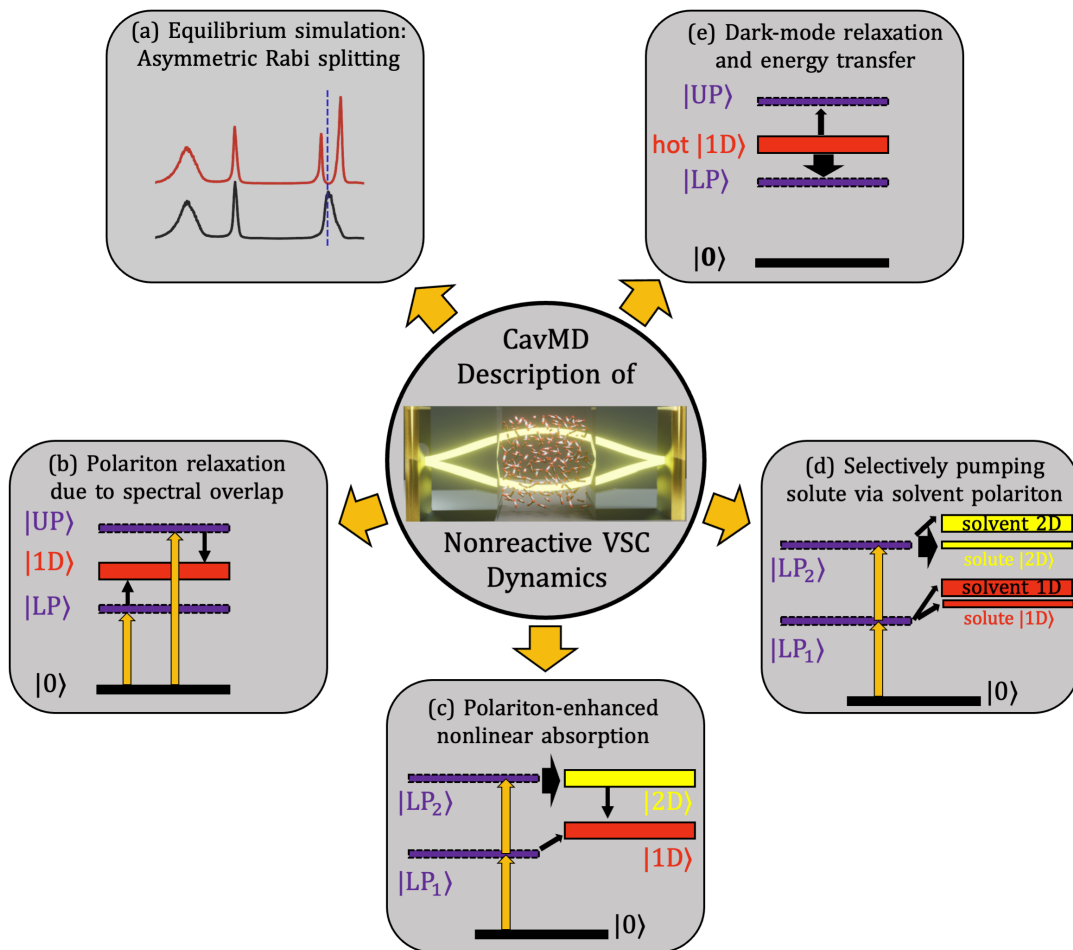 (a) Equilibrium simulation:
Asymmetric Rabi splitting
(e) Dark-mode relaxation
and energy transfer
|UP⟩
hot |1D⟩
|LP⟩
|0⟩
CavMD
Description of
Nonreactive VSC
Dynamics
(b) Polariton relaxation
due to spectral overlap
|UP⟩
|1D⟩
|LP⟩
|0⟩
(d) Selectively pumping
solute via solvent polariton
solvent 2D
|LP₂⟩
solute |2D⟩
solvent 1D
solute |1D⟩
|LP₁⟩
|0⟩
(c) Polariton-enhanced
nonlinear absorption
|LP₂⟩
|2D⟩
|1D⟩
|LP₁⟩
|0⟩